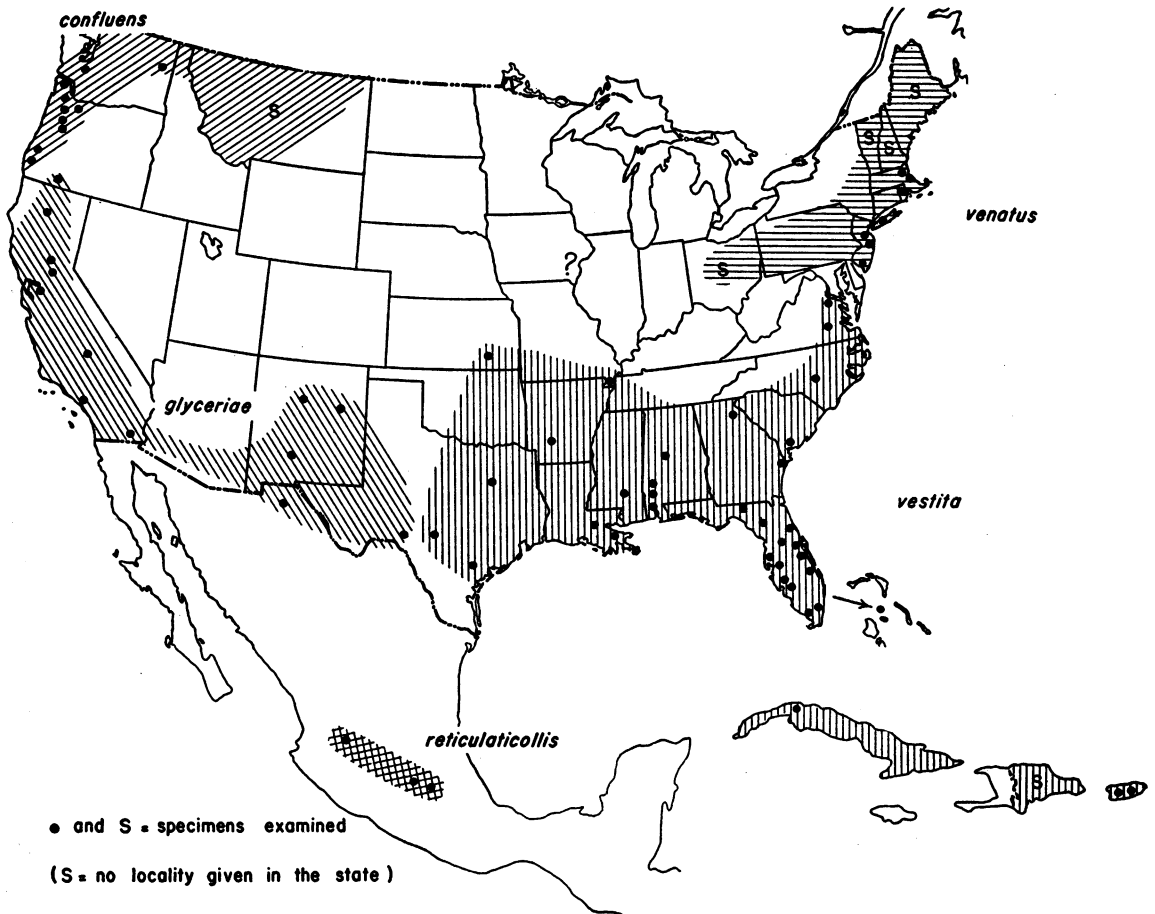 confluens
S
S
S
S
venatus
?
S
glyceriae
vestita
reticulaticollis
S
● and S = specimens examined
(S = no locality given in the state)